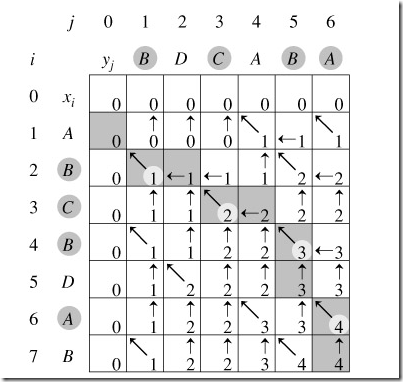 j 0 1 2 3 4 5 6
i yj B D C A B A
0 xi 0 0 0 0 0 0 0
1 A 0 ↑0 ↑0 ↑0 ↖1 ←1 ↖1
2 B 0 ↖1 ←1 ←1 ↑1 ↖2 ←2
3 C 0 ↑1 ↑1 ↖2 ←2 ↑2 ↑2
4 B 0 ↖1 ↑1 ↑2 ↑2 ↖3 ←3
5 D 0 ↑1 ↖2 ↑2 ↑2 ↑3 ↑3
6 A 0 ↑1 ↑2 ↑2 ↖3 ↑3 ↖4
7 B 0 ↖1 ↑2 ↑2 ↑3 ↖4 ↑4